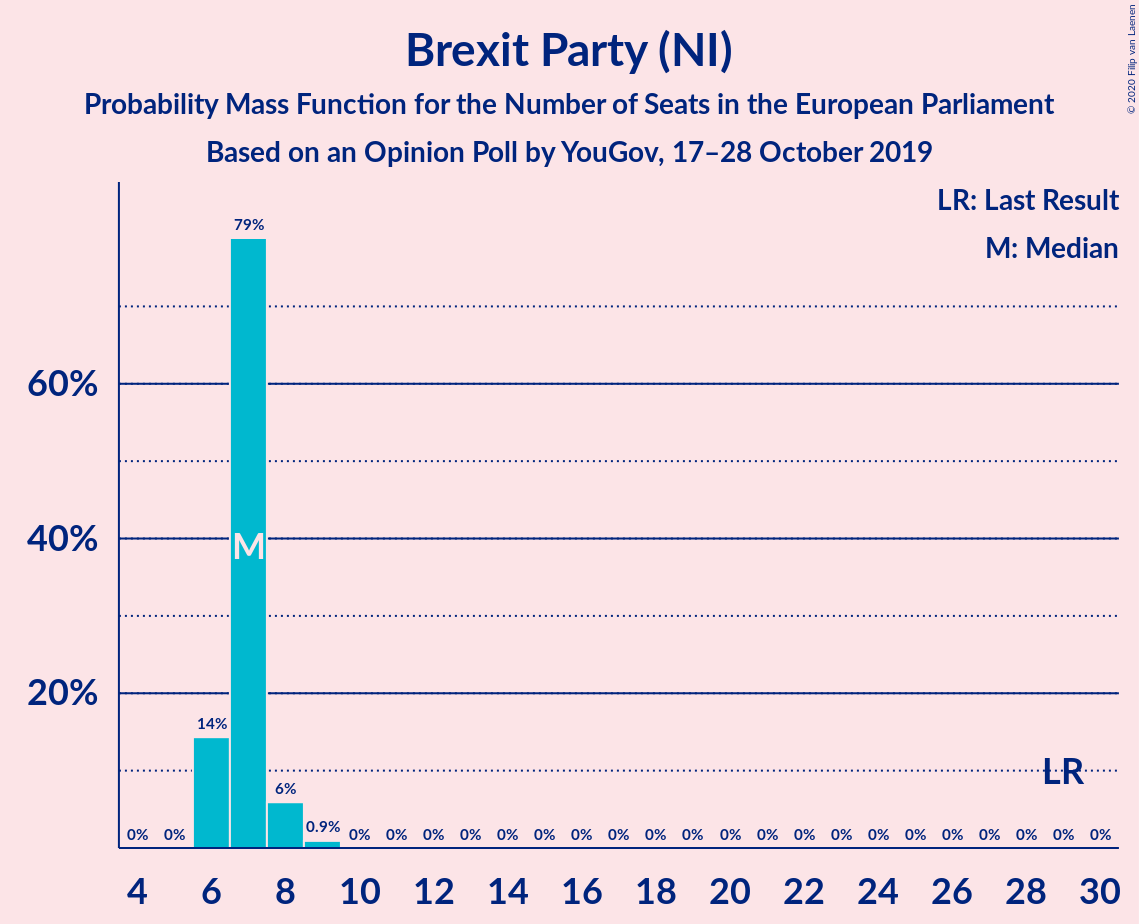 Brexit Party (NI)
Probability Mass Function for the Number of Seats in the European Parliament
Based on an Opinion Poll by YouGov, 17–28 October 2019
© 2020 Filip van Laenen
LR: Last Result
M: Median
79%
60%
40%
M
20%
14%
LR
6%
0.9%
0% 0% 0% 0% 0% 0% 0% 0% 0% 0% 0% 0% 0% 0% 0% 0% 0% 0% 0% 0% 0% 0% 0%
4 6 8 10 12 14 16 18 20 22 24 26 28 30